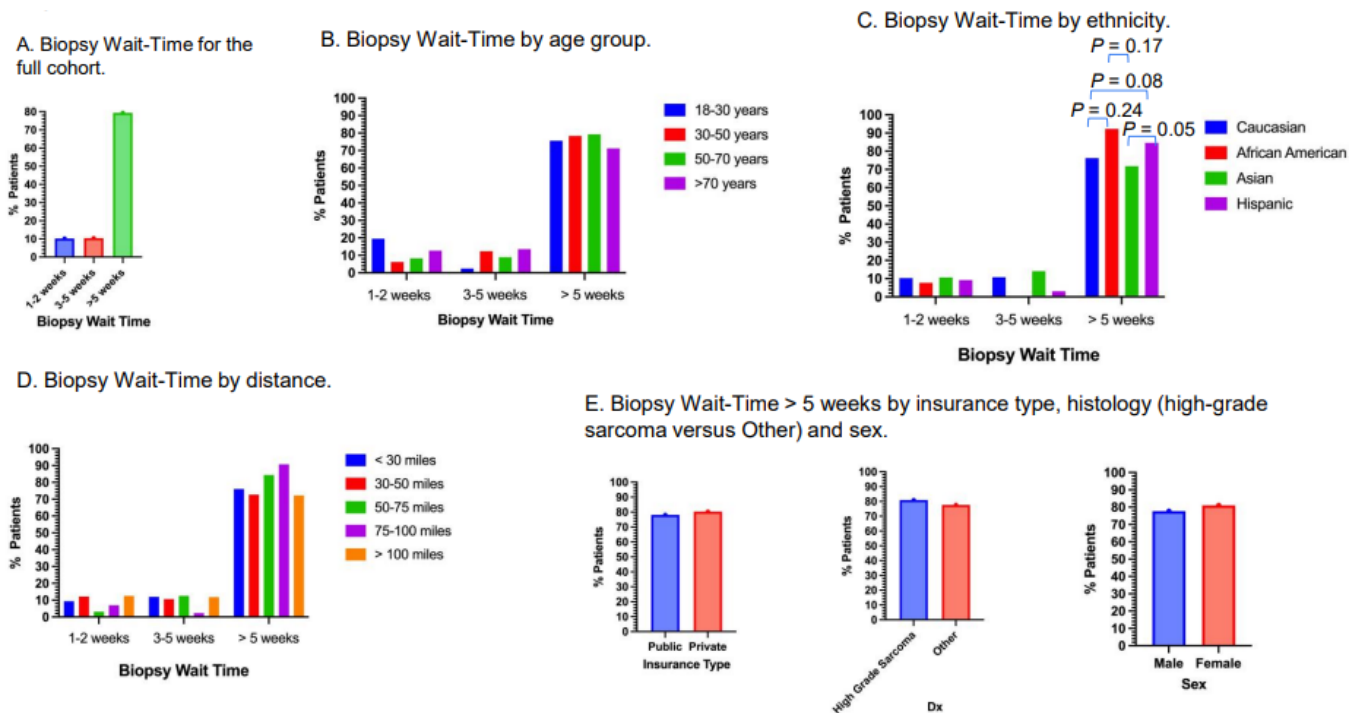 A. Biopsy Wait-Time for the
full cohort.
80
70
60
50
40
30
20
10
0
% Patients
1-2 weeks
3-5 weeks
>5 weeks
Biopsy Wait Time
B. Biopsy Wait-Time by age group.
100
90
80
70
60
50
40
30
20
10
0
% Patients
1-2 weeks
3-5 weeks
> 5 weeks
Biopsy Wait Time
18-30 years
30-50 years
50-70 years
>70 years
C. Biopsy Wait-Time by ethnicity.
P = 0.17
P = 0.08
P = 0.24
P = 0.05
100
90
80
70
60
50
40
30
20
10
0
% Patients
1-2 weeks
3-5 weeks
> 5 weeks
Biopsy Wait Time
Caucasian
African American
Asian
Hispanic
D. Biopsy Wait-Time by distance.
100
90
80
70
60
50
40
30
20
10
0
% Patients
1-2 weeks
3-5 weeks
> 5 weeks
Biopsy Wait Time
< 30 miles
30-50 miles
50-75 miles
75-100 miles
> 100 miles
E. Biopsy Wait-Time > 5 weeks by insurance type, histology (high-grade
sarcoma versus Other) and sex.
100
90
80
70
60
50
40
30
20
10
0
% Patients
Public Private
Insurance Type
100
90
80
70
60
50
40
30
20
10
0
% Patients
High Grade Sarcoma
Other
Dx
100
90
80
70
60
50
40
30
20
10
0
% Patients
Male Female
Sex